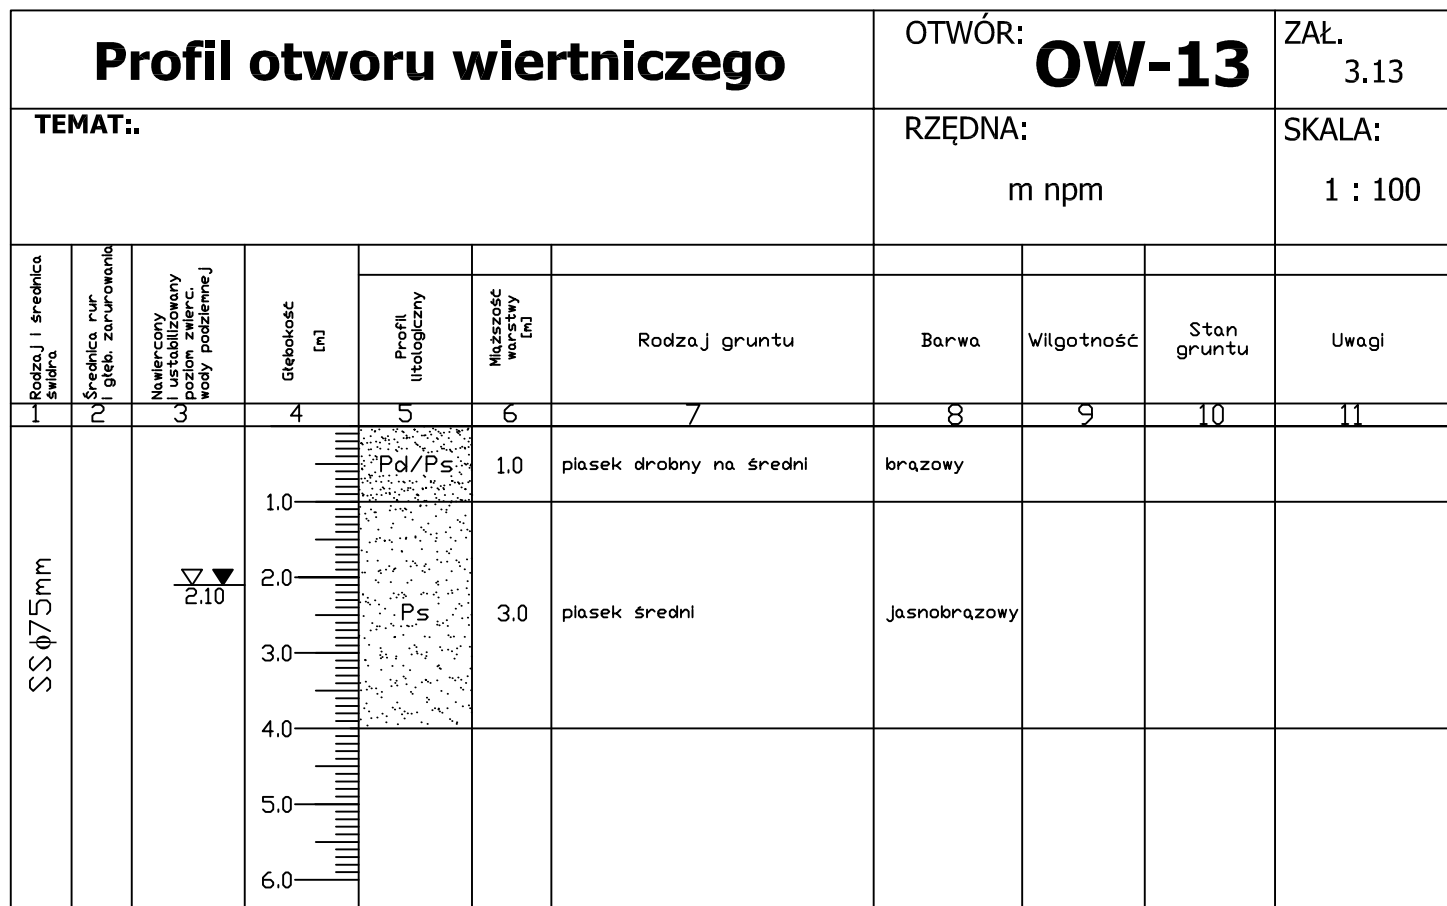 Profil otworu wiertniczego
OTWÓR:
OW-13
ZAŁ.
3.13
TEMAT:.
RZĘDNA:
m npm
SKALA:
1 : 100
Rodzaj i średnica
świdra
Średnica rur
i głęb. zarurowania
Nawiercony
i ustabilizowany
poziom zwierc.
wody podziemnej
Głębokość
[m]
Profil
litologiczny
Miąższość
warstwy
[m]
Rodzaj gruntu
Barwa
Wilgotność
Stan
gruntu
Uwagi
1 2 3 4 5 6 7 8 9 10 11
Pd/Ps 1.0 piasek drobny na średni brązowy
1.0
2.0
2.10
SSϕ75mm
Ps 3.0 piasek średni jasnobrązowy
3.0
4.0
5.0
6.0